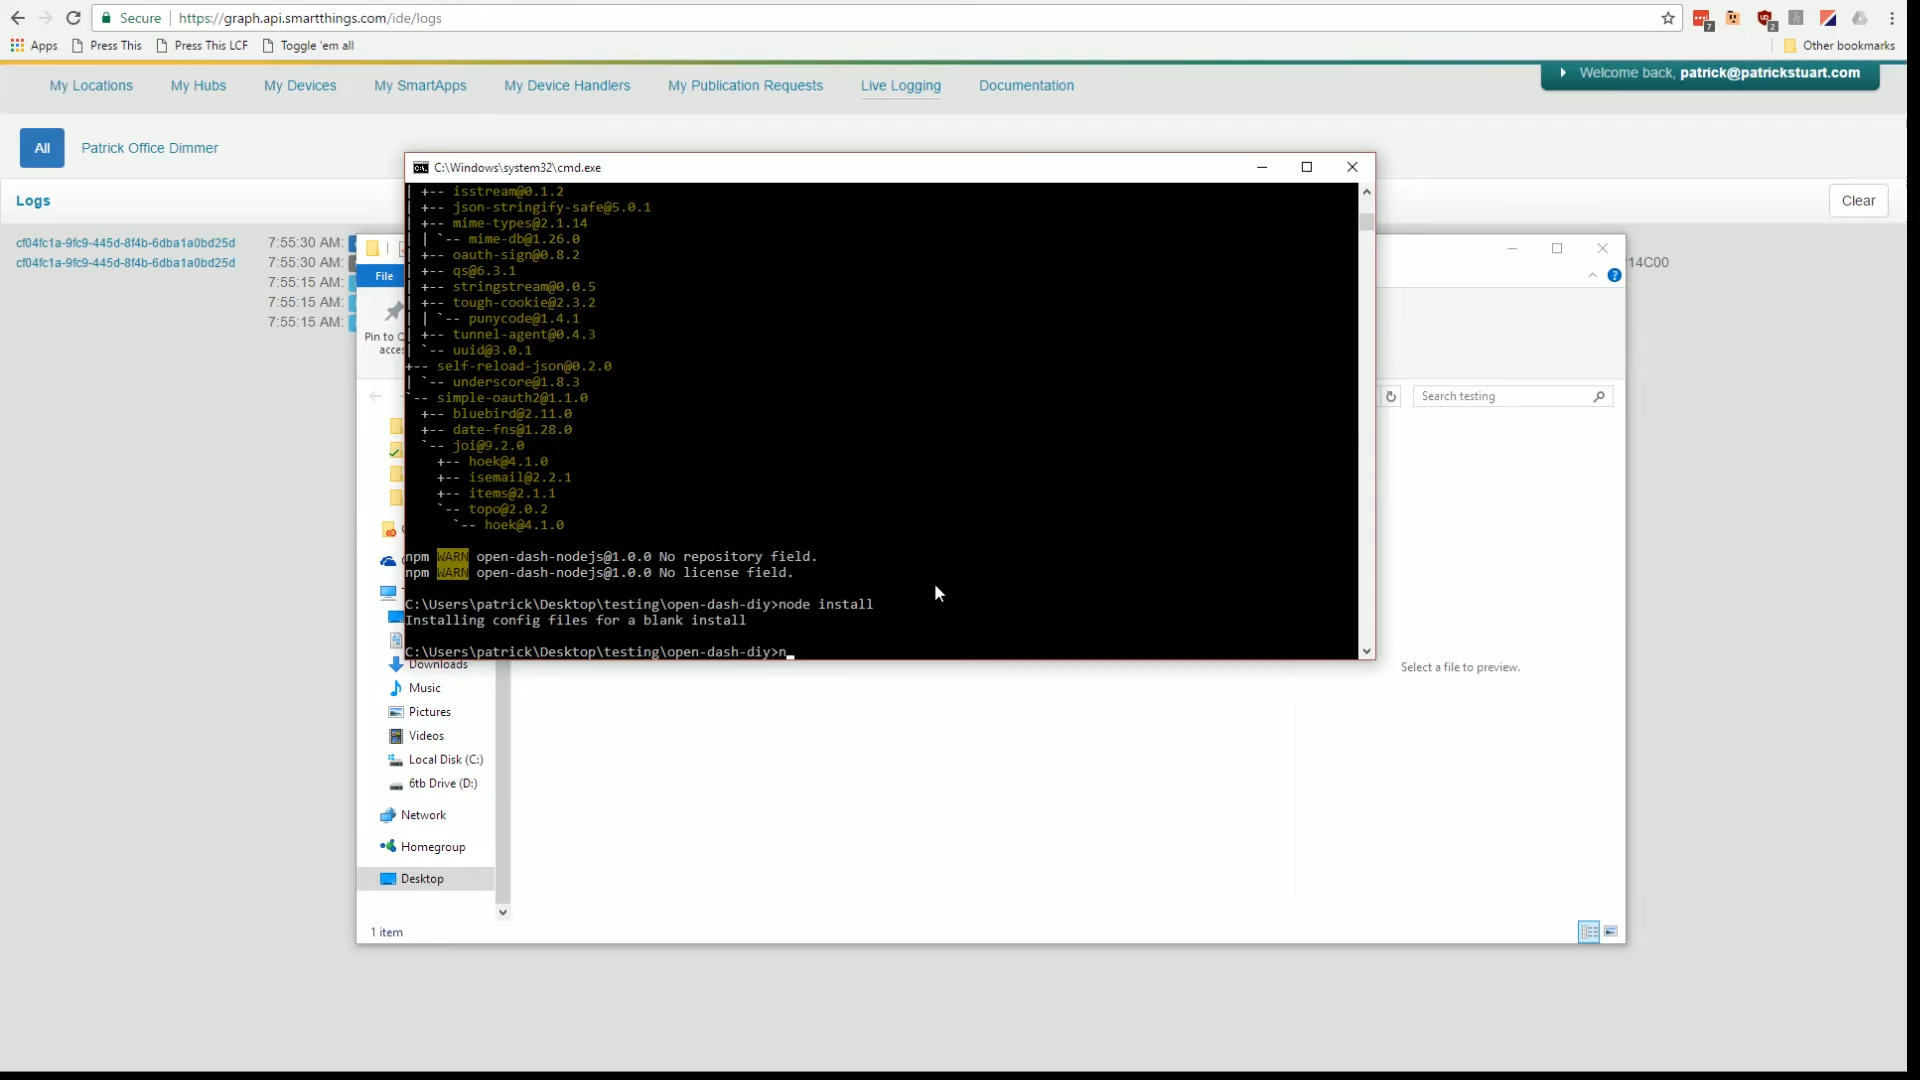 Secure | https://graph.api.smartthings.com/ide/logs
7
2
Apps Press This Press This LCF Toggle 'em all Other bookmarks
My Locations My Hubs My Devices My SmartApps My Device Handlers My Publication Requests Live Logging Documentation
Welcome back, patrick@patrickstuart.com
All Patrick Office Dimmer
Logs
Clear
cf04fc1a-9fc9-445d-8f4b-6dba1a0bd25d 7:55:30 AM:
cf04fc1a-9fc9-445d-8f4b-6dba1a0bd25d 7:55:30 AM: 14C00
7:55:15 AM:
7:55:15 AM:
7:55:15 AM:
C:\Windows\system32\cmd.exe
| +-- isstream@0.1.2
| +-- json-stringify-safe@5.0.1
| +-- mime-types@2.1.14
| | `-- mime-db@1.26.0
| +-- oauth-sign@0.8.2
| +-- qs@6.3.1
| +-- stringstream@0.0.5
| +-- tough-cookie@2.3.2
| | `-- punycode@1.4.1
| +-- tunnel-agent@0.4.3
| `-- uuid@3.0.1
+-- self-reload-json@0.2.0
| `-- underscore@1.8.3
`-- simple-oauth2@1.1.0
  +-- bluebird@2.11.0
  +-- date-fns@1.28.0
  `-- joi@9.2.0
    +-- hoek@4.1.0
    +-- isemail@2.2.1
    +-- items@2.1.1
    `-- topo@2.0.2
      `-- hoek@4.1.0
npm WARN open-dash-nodejs@1.0.0 No repository field.
npm WARN open-dash-nodejs@1.0.0 No license field.
C:\Users\patrick\Desktop\testing\open-dash-diy>node install
Installing config files for a blank install
C:\Users\patrick\Desktop\testing\open-dash-diy>n_
File
Pin to
acce
Search testing
Downloads
Music
Pictures
Videos
Local Disk (C:)
6tb Drive (D:)
Network
Homegroup
Desktop
Select a file to preview.
1 item